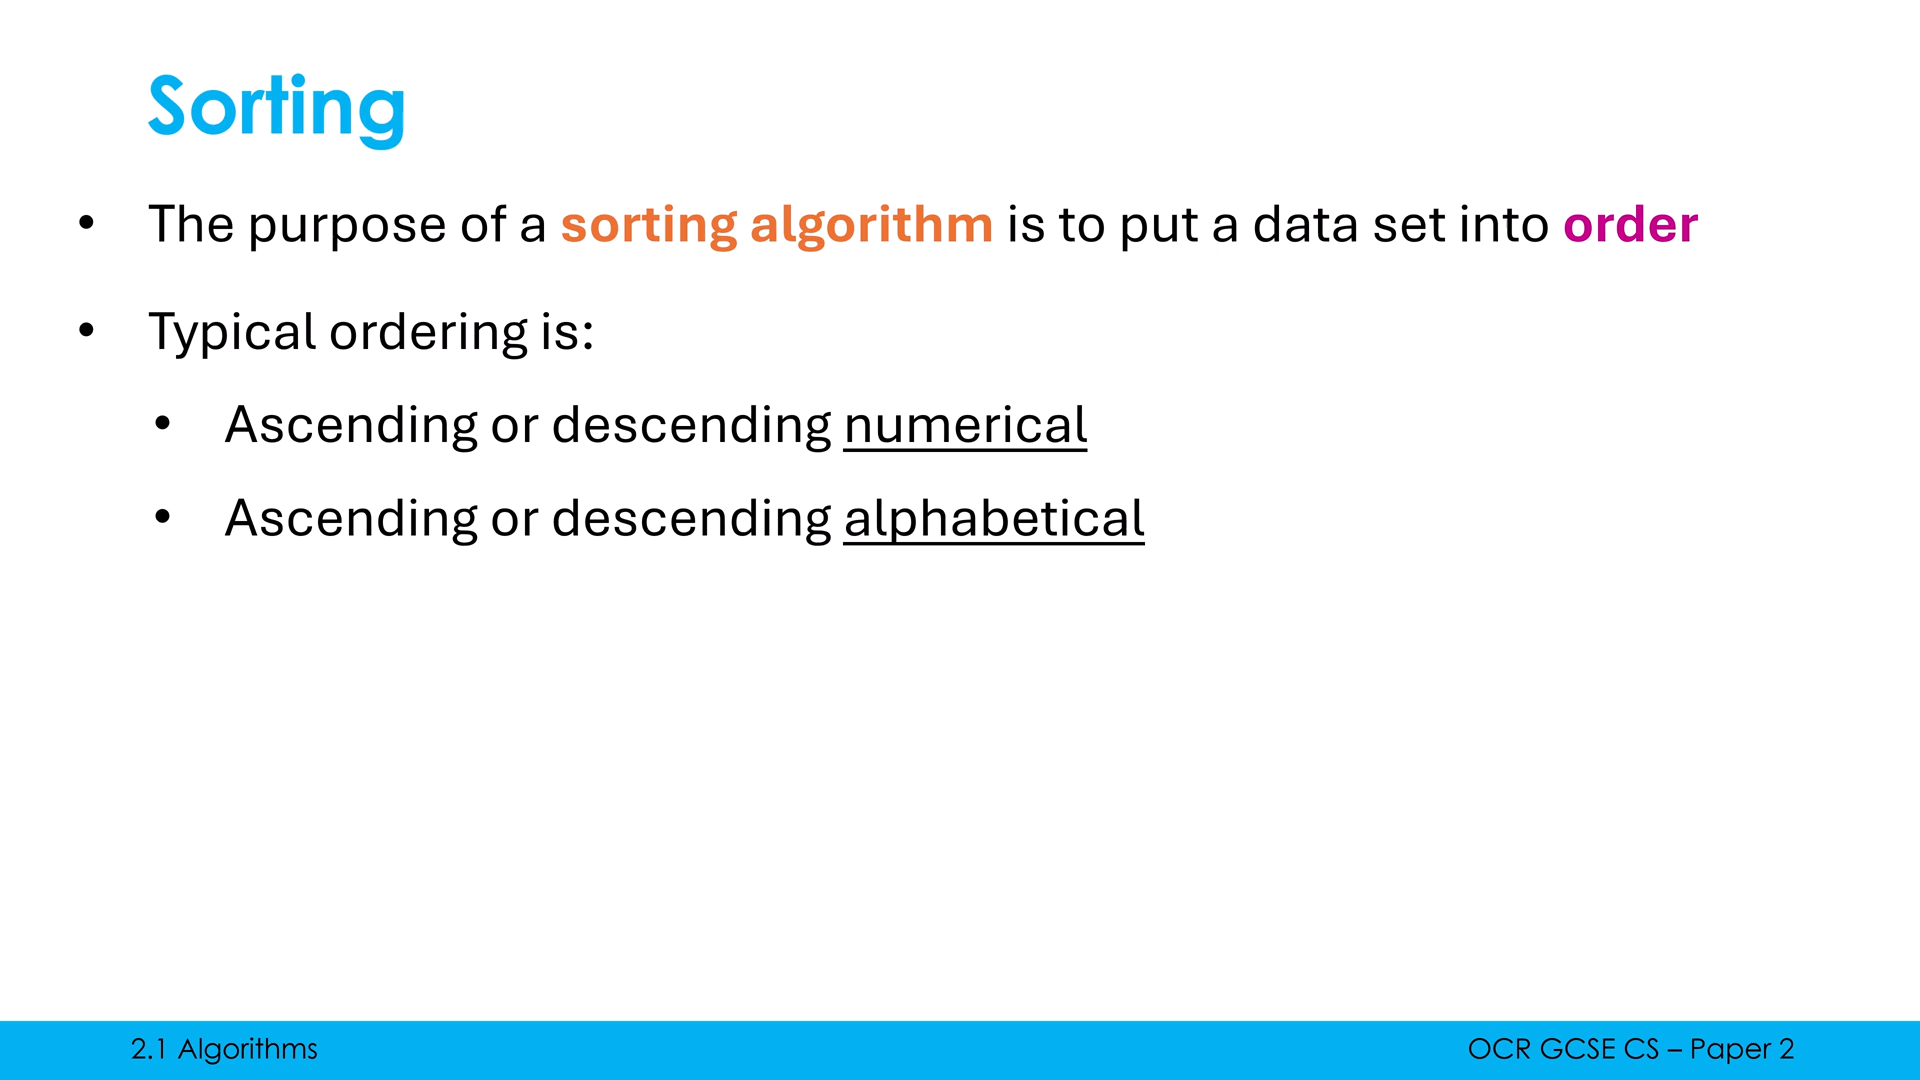 Sorting
• The purpose of a sorting algorithm is to put a data set into order
• Typical ordering is:
• Ascending or descending numerical
• Ascending or descending alphabetical
2.1 Algorithms
OCR GCSE CS – Paper 2